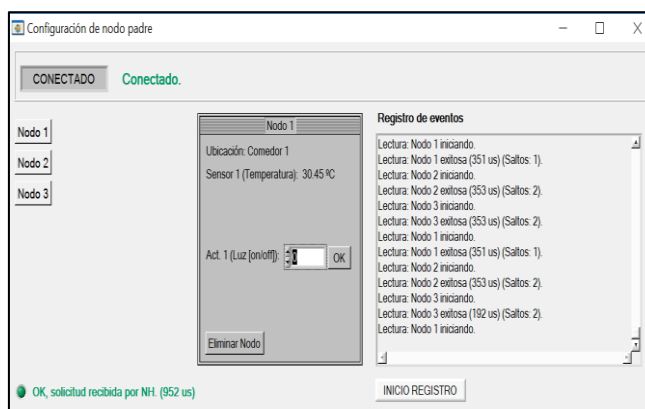 Configuración de nodo padre
CONECTADO Conectado.
Nodo 1
Nodo 2
Nodo 3
Nodo 1
Ubicación: Comedor 1
Sensor 1 (Temperatura): 30.45 ºC
Act. 1 (Luz [on/off]): 0 OK
Eliminar Nodo
Registro de eventos
Lectura: Nodo 1 iniciando.
Lectura: Nodo 1 exitosa (351 us) (Saltos: 1).
Lectura: Nodo 2 iniciando.
Lectura: Nodo 2 exitosa (353 us) (Saltos: 2).
Lectura: Nodo 3 iniciando.
Lectura: Nodo 3 exitosa (353 us) (Saltos: 2).
Lectura: Nodo 1 iniciando.
Lectura: Nodo 1 exitosa (351 us) (Saltos: 1).
Lectura: Nodo 2 iniciando.
Lectura: Nodo 2 exitosa (353 us) (Saltos: 2).
Lectura: Nodo 3 iniciando.
Lectura: Nodo 3 exitosa (192 us) (Saltos: 2).
Lectura: Nodo 1 iniciando.
OK, solicitud recibida por NH. (952 us)
INICIO REGISTRO